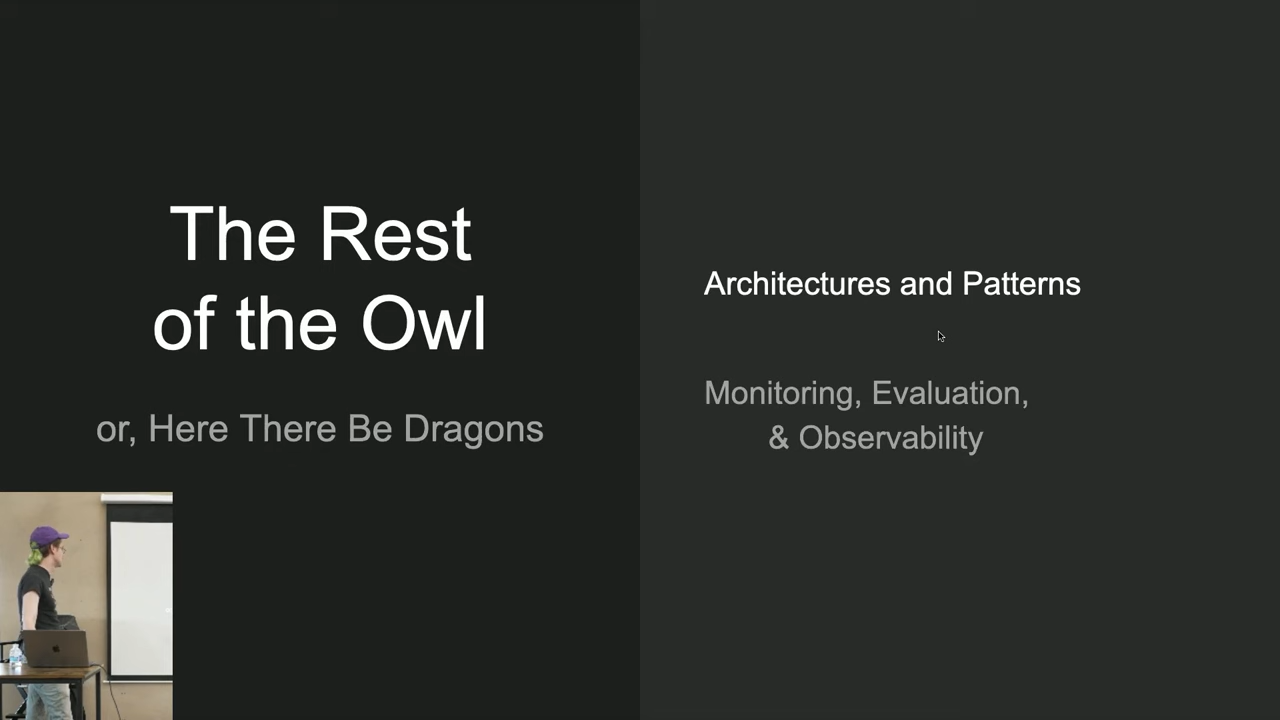 The Rest
of the Owl
or, Here There Be Dragons
Architectures and Patterns
Monitoring, Evaluation,
& Observability